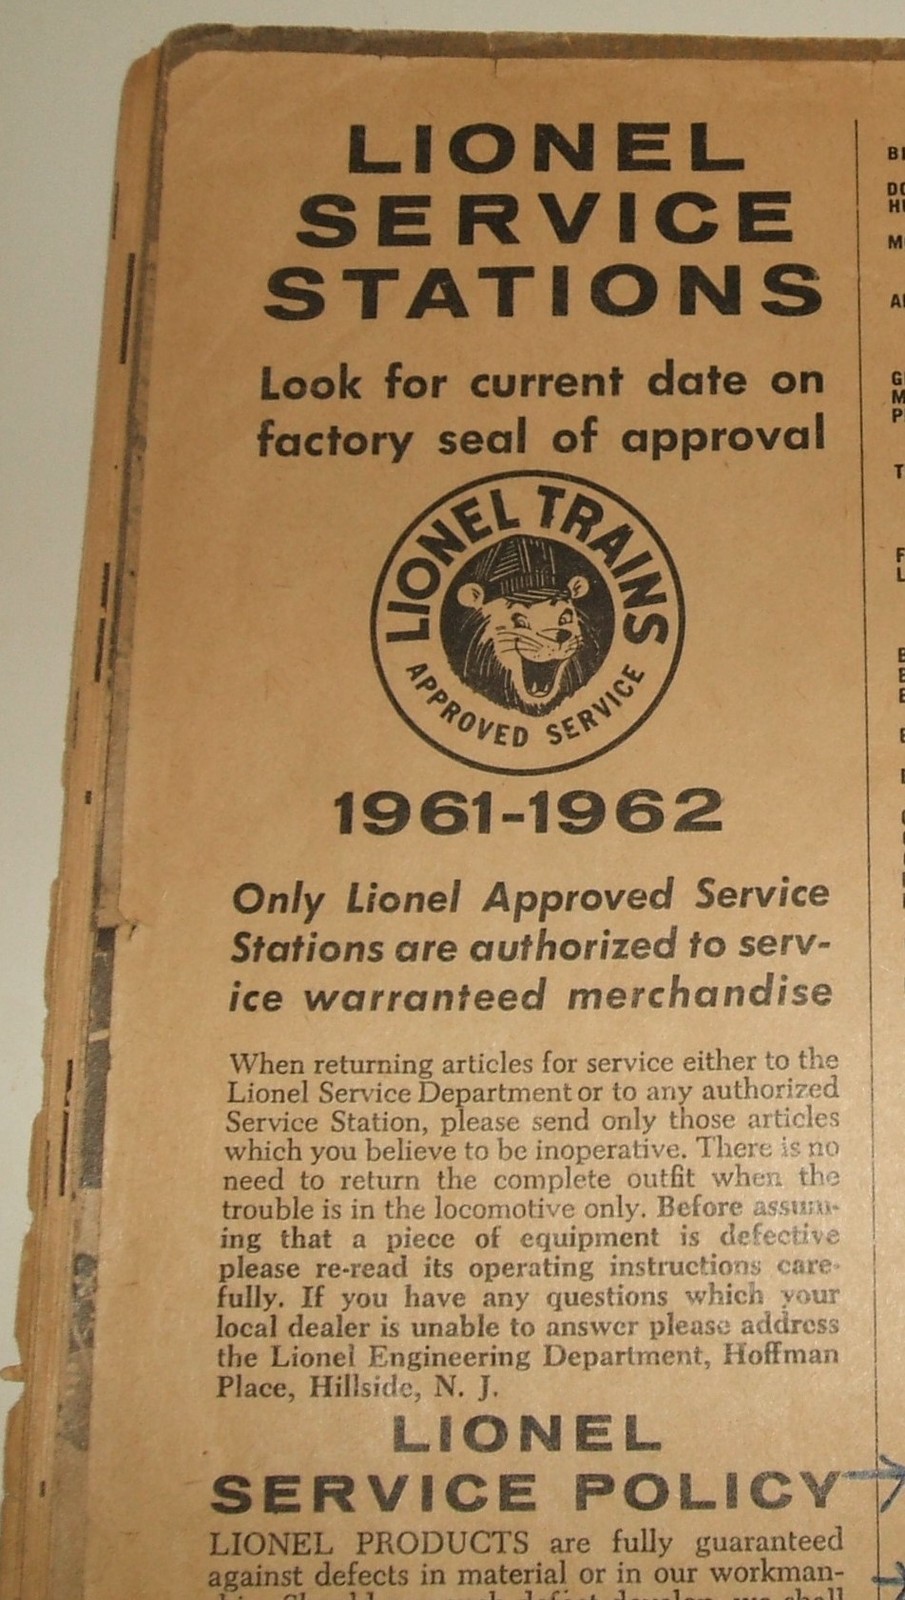 LIONEL
SERVICE
STATIONS
Look for current date on
factory seal of approval
LIONEL TRAINS
APPROVED SERVICE
1961-1962
Only Lionel Approved Service
Stations are authorized to serv-
ice warranteed merchandise
When returning articles for service either to the
Lionel Service Department or to any authorized
Service Station, please send only those articles
which you believe to be inoperative. There is no
need to return the complete outfit when the
trouble is in the locomotive only. Before assum-
ing that a piece of equipment is defective
please re-read its operating instructions care-
fully. If you have any questions which your
local dealer is unable to answer please address
the Lionel Engineering Department, Hoffman
Place, Hillside, N. J.
LIONEL
SERVICE POLICY
LIONEL PRODUCTS are fully guaranteed
against defects in material or in our workman-